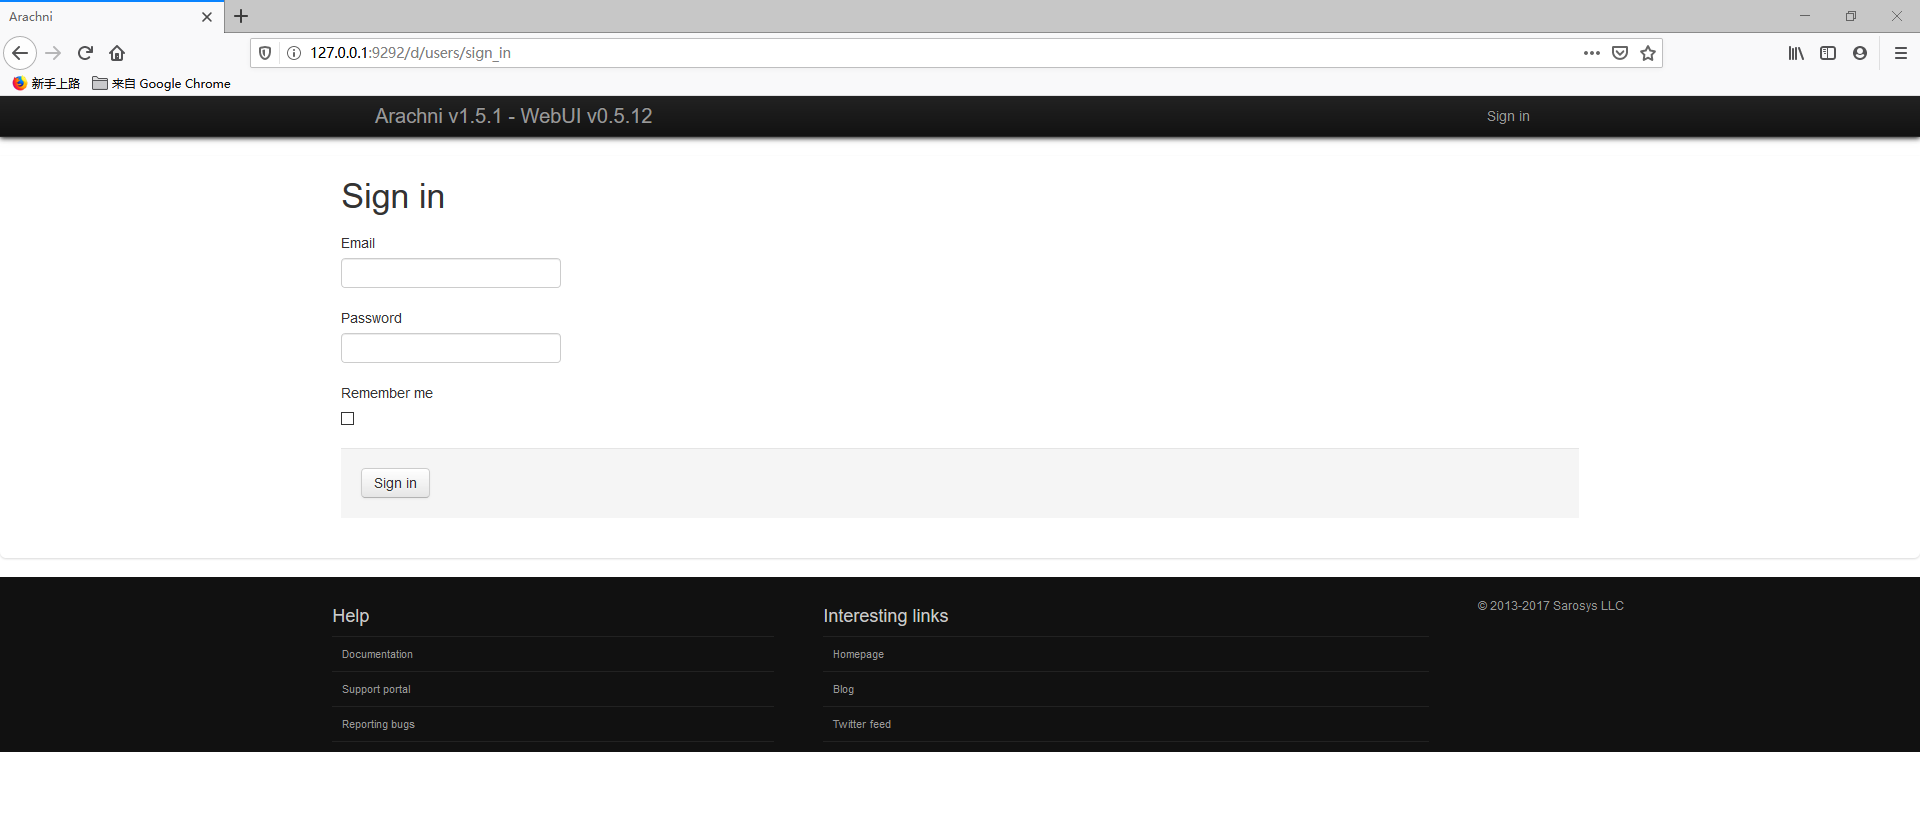 Arachni
127.0.0.1:9292/d/users/sign_in
新手上路 来自 Google Chrome
Arachni v1.5.1 - WebUI v0.5.12 Sign in
Sign in
Email
Password
Remember me
Sign in
Help
Documentation
Support portal
Reporting bugs
Interesting links
Homepage
Blog
Twitter feed
© 2013-2017 Sarosys LLC